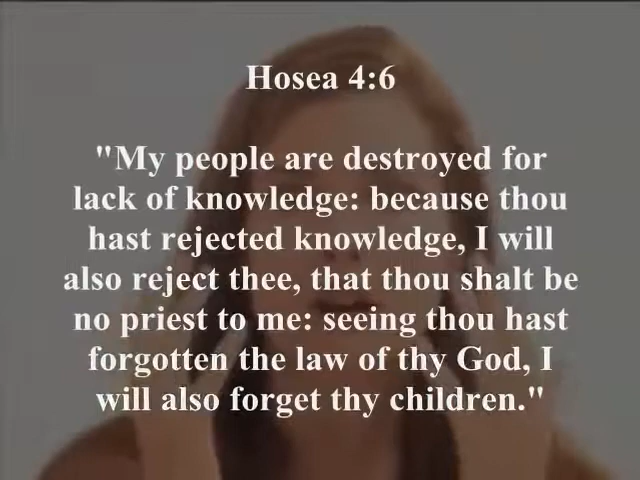 Hosea 4:6
"My people are destroyed for
lack of knowledge: because thou
hast rejected knowledge, I will
also reject thee, that thou shalt be
no priest to me: seeing thou hast
forgotten the law of thy God, I
will also forget thy children."